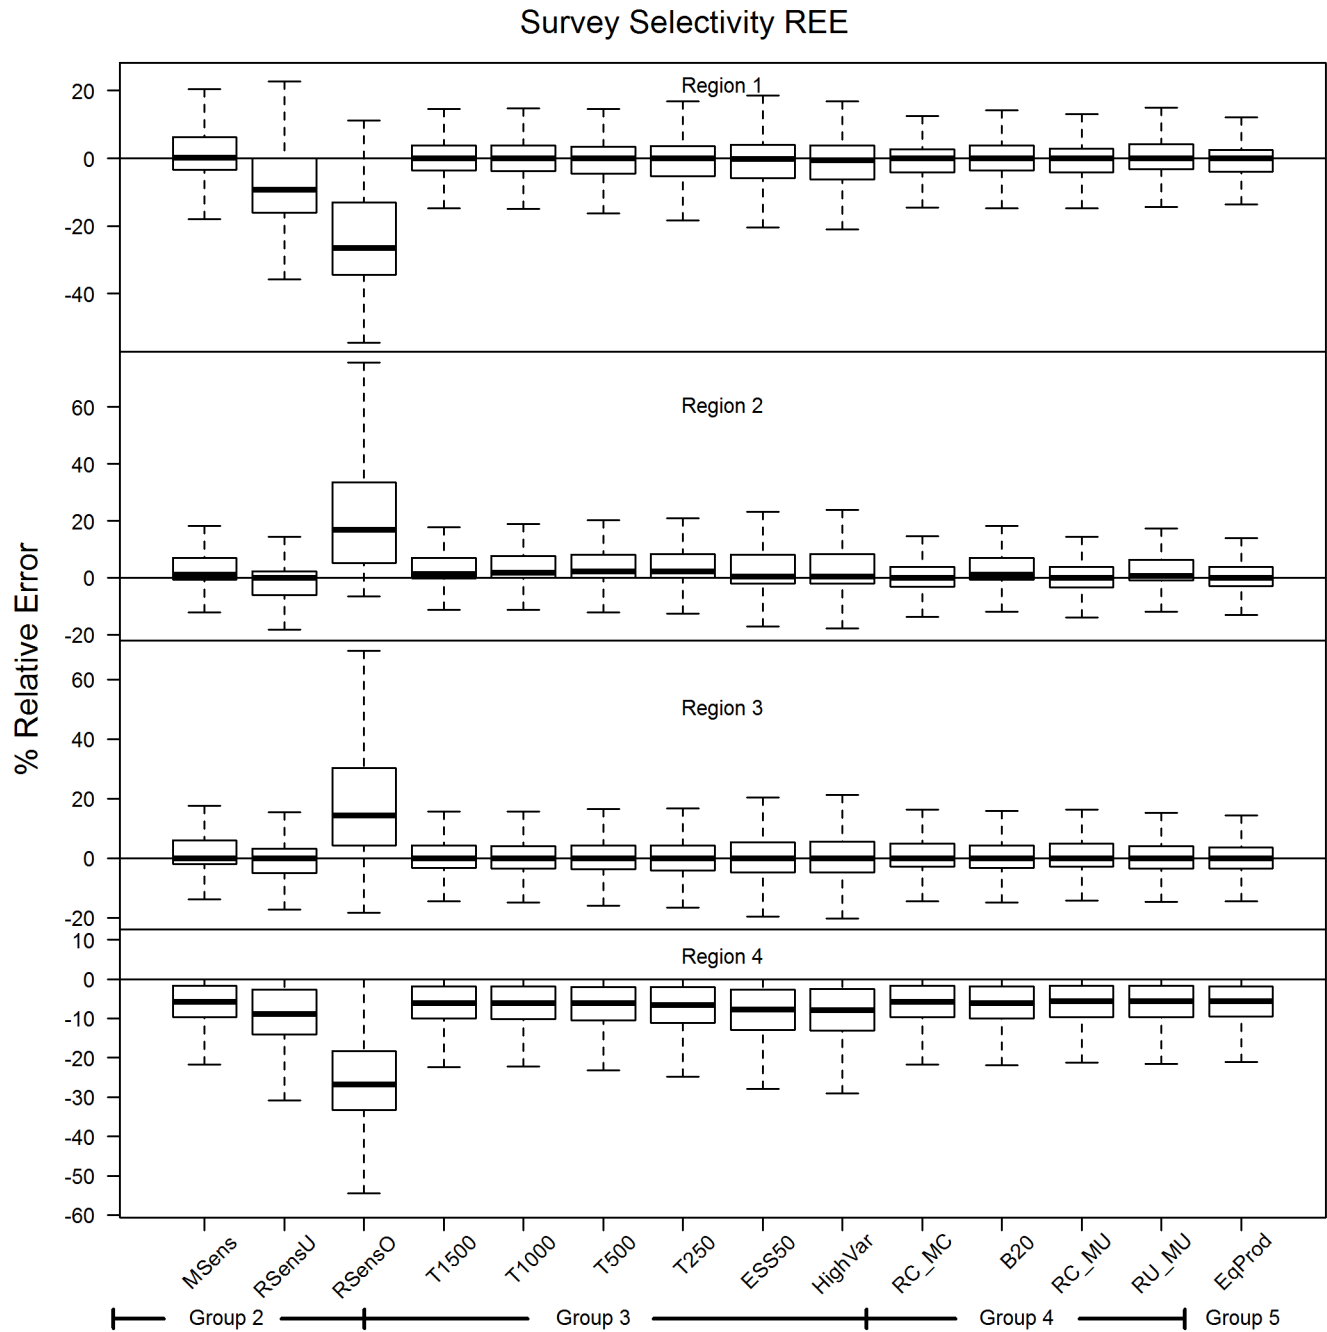 Survey Selectivity REE
% Relative Error
Region 1
20
0
-20
-40
Region 2
60
40
20
0
-20
Region 3
60
40
20
0
-20
Region 4
10
0
-10
-20
-30
-40
-50
-60
MSens RSensU RSensO T1500 T1000 T500 T250 ESS50 HighVar RC_MC B20 RC_MU RU_MU EqProd
Group 2 Group 3 Group 4 Group 5